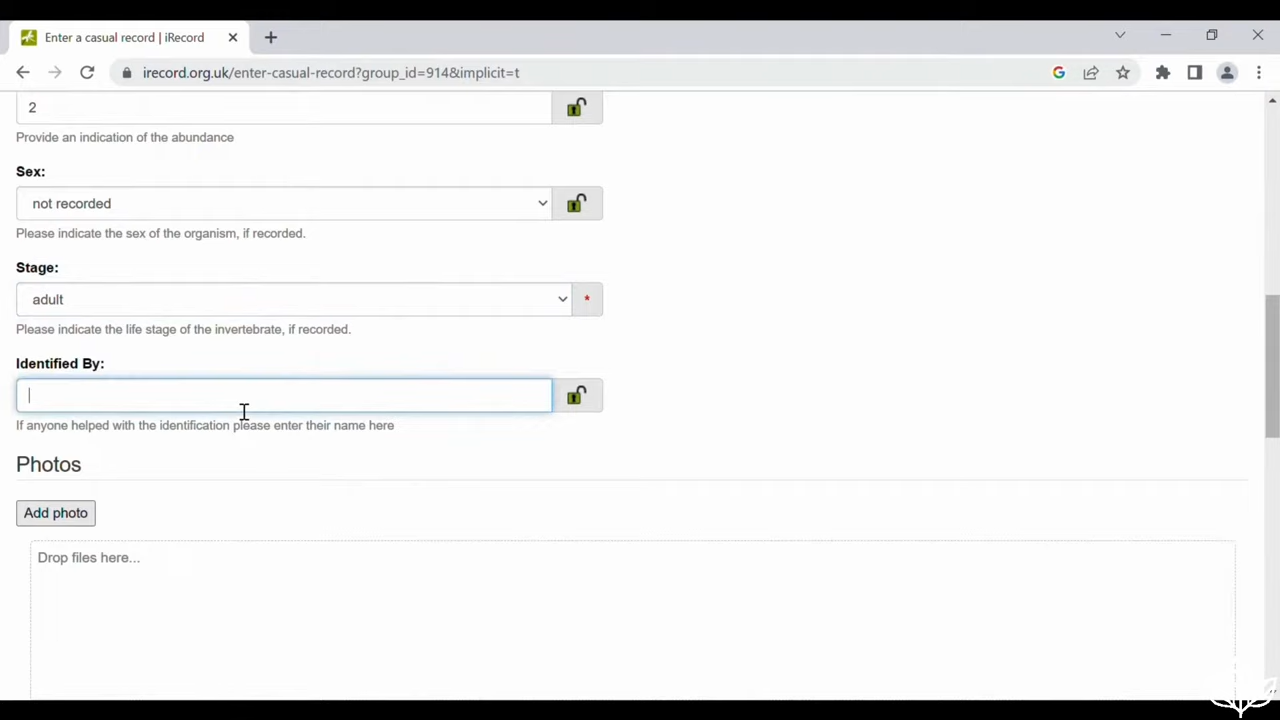 Enter a casual record | iRecord
irecord.org.uk/enter-casual-record?group_id=914&implicit=t
2
Provide an indication of the abundance
Sex:
not recorded
Please indicate the sex of the organism, if recorded.
Stage:
adult
*
Please indicate the life stage of the invertebrate, if recorded.
Identified By:
If anyone helped with the identification please enter their name here
Photos
Add photo
Drop files here...